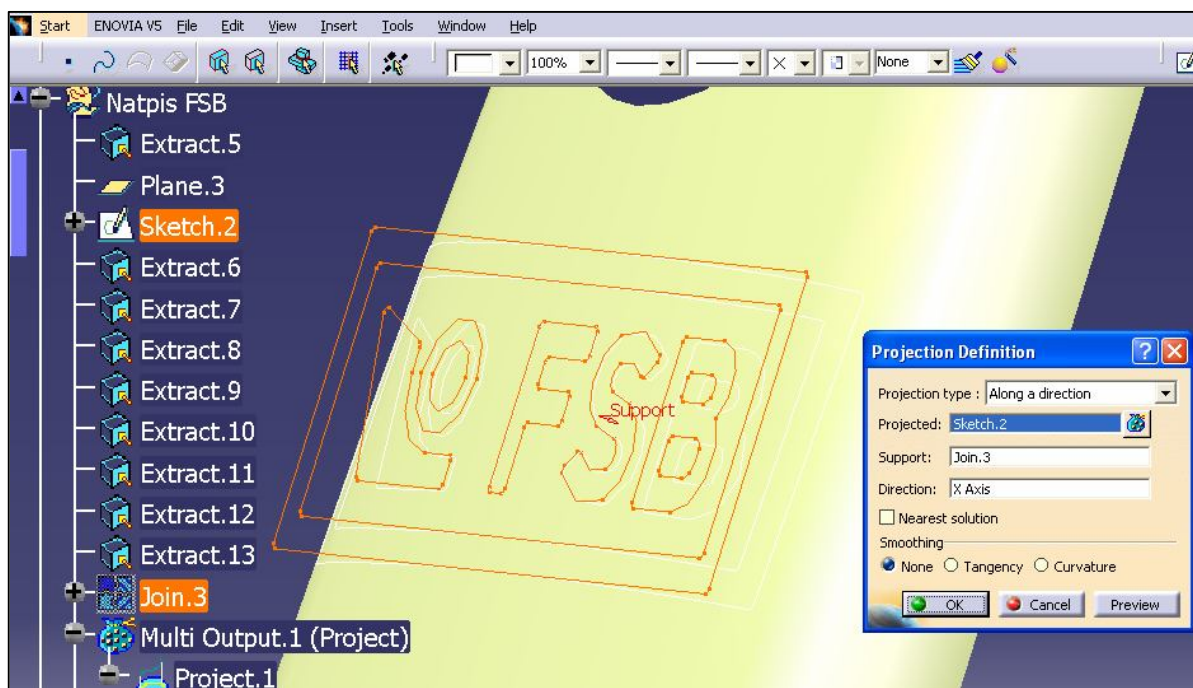 Start ENOVIA V5 File Edit View Insert Tools Window Help
100% None
Natpis FSB
Extract.5
Plane.3
Sketch.2
Extract.6
Extract.7
Extract.8
Extract.9
Extract.10
Extract.11
Extract.12
Extract.13
Join.3
Multi Output.1 (Project)
Project.1
FSB
Support
Projection Definition
Projection type : Along a direction
Projected: Sketch.2
Support: Join.3
Direction: X Axis
Nearest solution
Smoothing
None Tangency Curvature
OK Cancel Preview